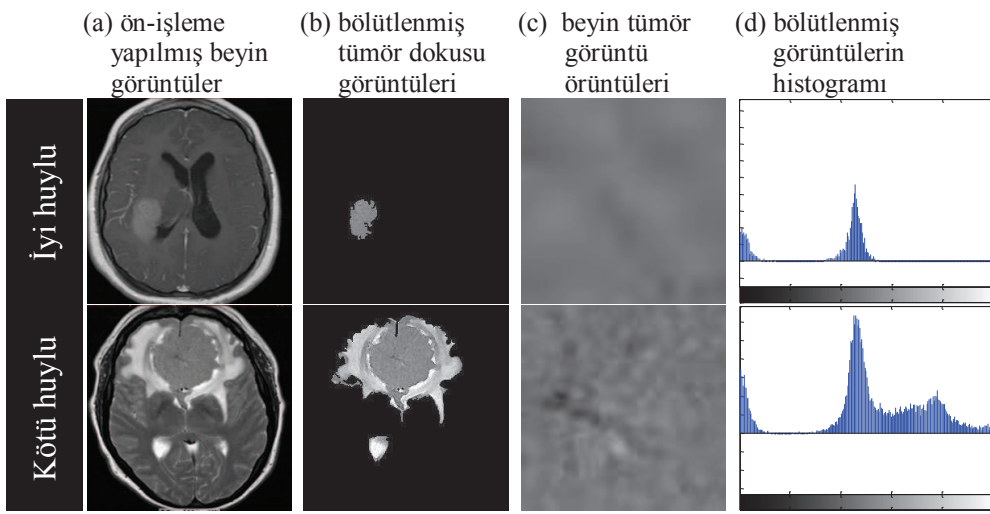 (a) ön-işleme
yapılmış beyin
görüntüler
(b) bölütlenmiş
tümör dokusu
görüntüleri
(c) beyin tümör
görüntü
örüntüleri
(d) bölütlenmiş
görüntülerin
histogramı
İyi huylu
Kötü huylu